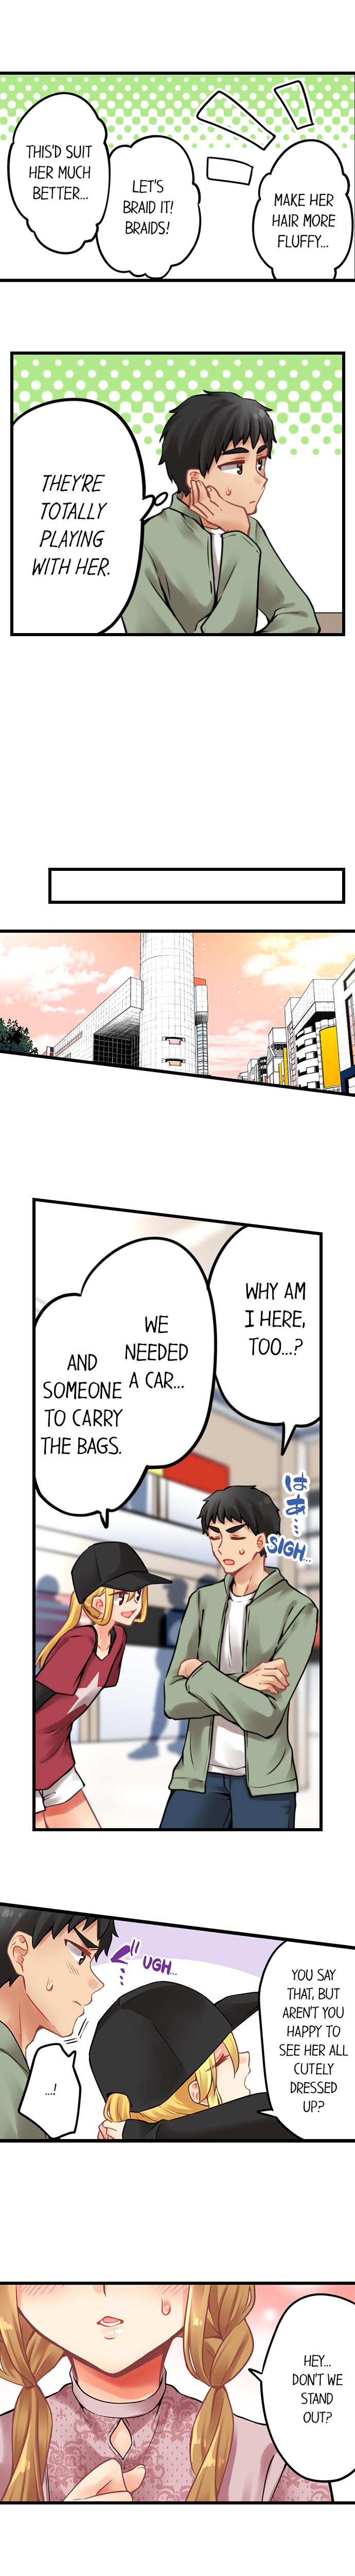 MAKE HER
HAIR MORE
FLUFFY...
LET'S
BRAID IT!
BRAIDS!
THIS'D SUIT
HER MUCH
BETTER...
THEY'RE
TOTALLY
PLAYING
WITH HER.
WHY AM
I HERE,
TOO...?
WE
NEEDED
A CAR...
AND
SOMEONE
TO CARRY
THE BAGS.
はぁ…
SIGH...
YOU SAY
THAT, BUT
AREN'T YOU
HAPPY TO
SEE HER ALL
CUTELY
DRESSED
UP?
UGH...
...!
HEY...
DON'T WE
STAND
OUT?